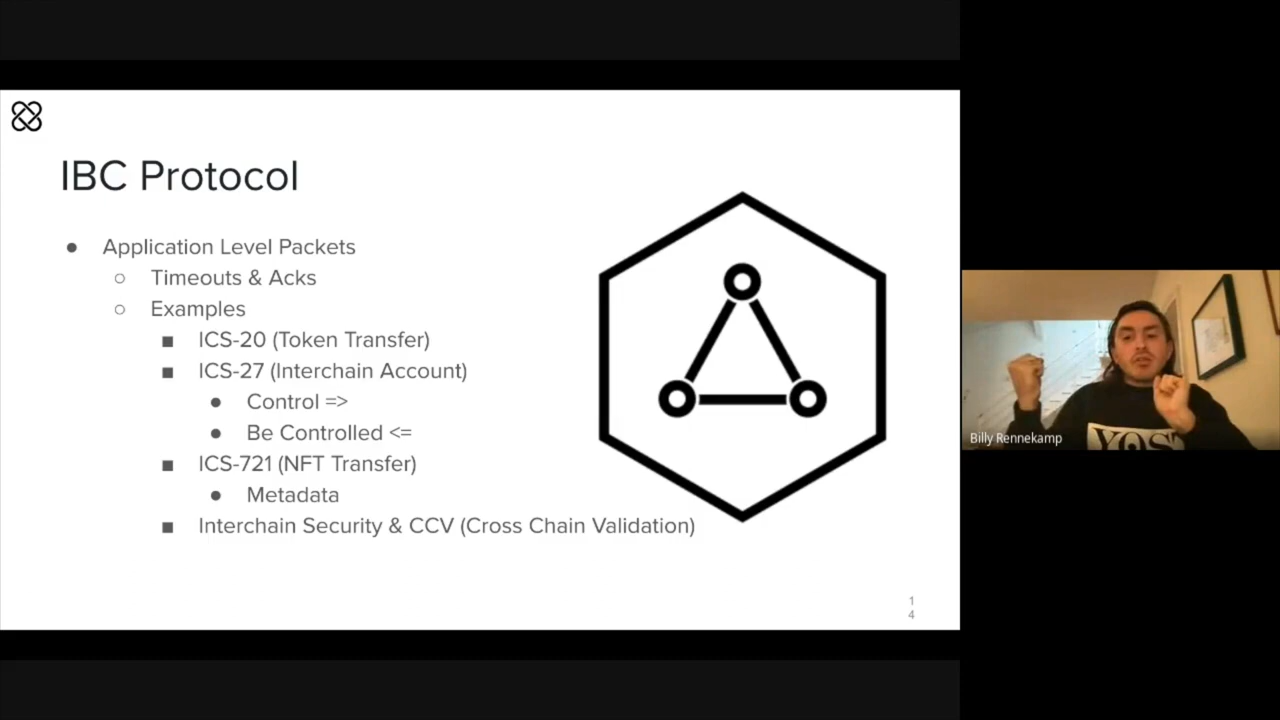 IBC Protocol
● Application Level Packets
○ Timeouts & Acks
○ Examples
■ ICS-20 (Token Transfer)
■ ICS-27 (Interchain Account)
● Control =>
● Be Controlled <=
■ ICS-721 (NFT Transfer)
● Metadata
■ Interchain Security & CCV (Cross Chain Validation)
1
4
Billy Rennekamp